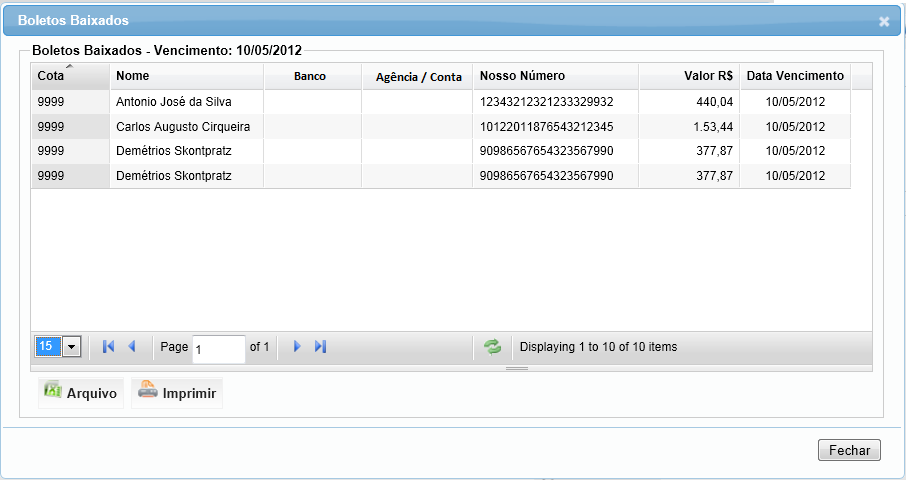 Boletos Baixados
Boletos Baixados - Vencimento: 10/05/2012
Cota Nome Banco Agência / Conta Nosso Número Valor R$ Data Vencimento
9999 Antonio José da Silva 12343212321233329932 440,04 10/05/2012
9999 Carlos Augusto Cirqueira 10122011876543212345 1.53,44 10/05/2012
9999 Demétrios Skontpratz 90986567654323567990 377,87 10/05/2012
9999 Demétrios Skontpratz 90986567654323567990 377,87 10/05/2012
15 Page 1 of 1 Displaying 1 to 10 of 10 items
Arquivo Imprimir
Fechar